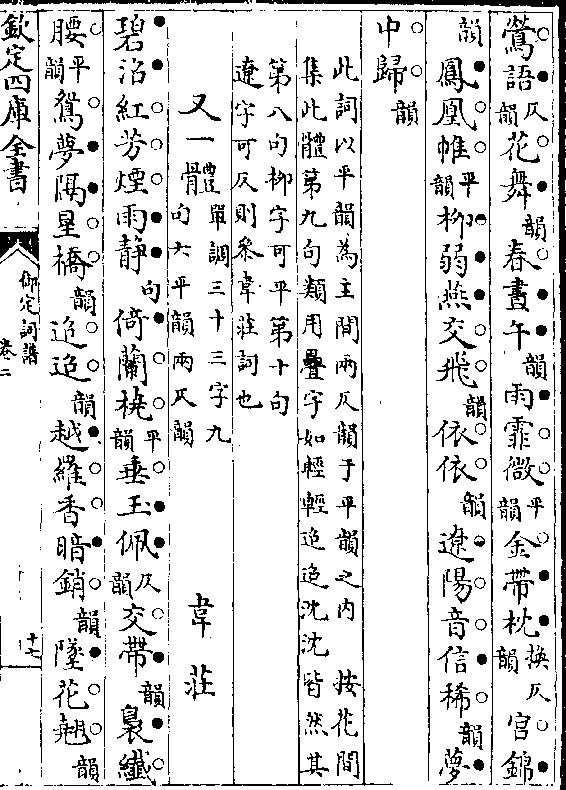 鶯語仄韻花舞韻春晝午韻雨霏微平韻金帶枕換仄韻宮錦
韻鳳凰帷平韻柳弱燕交飛韻依依韻遼陽音信稀韻夢
中歸韻
此詞以平韻為主間兩仄韻于平韻之内　按花間
集此體第九句類用疊字如輕輕迢迢沈沈皆然其
第八句柳字可平第十句
遼字可仄則參韋莊詞也
又一體單調三十三字九句六平韻兩仄韻　韋莊
碧沼紅芳煙雨静句倚蘭橈平韻垂玉佩仄韻交帶韻裊纖
腰平韻鴛夢隔星橋韻迢迢韻越羅香暗銷韻墜花翹韻
欽定四庫全書
御定詞譜
卷二
十七